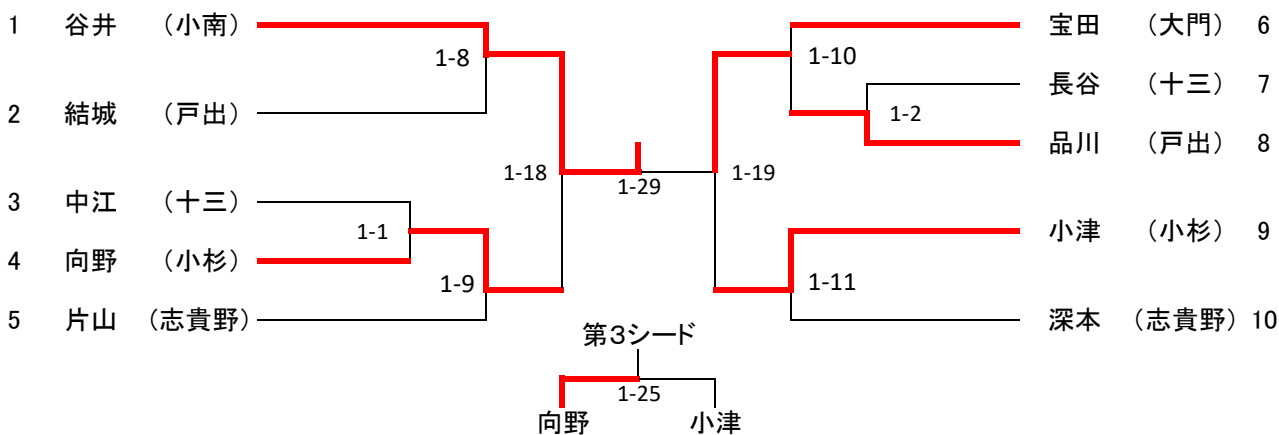 1 谷井 （小南）
1-8
2 結城 （戸出）
1-18
3 中江 （十三）
1-1
4 向野 （小杉）
1-9
5 片山 （志貴野）
1-29
宝田 （大門） 6
1-10
長谷 （十三） 7
1-2
品川 （戸出） 8
1-19
小津 （小杉） 9
1-11
深本 （志貴野） 10
第3シード
1-25
向野 小津